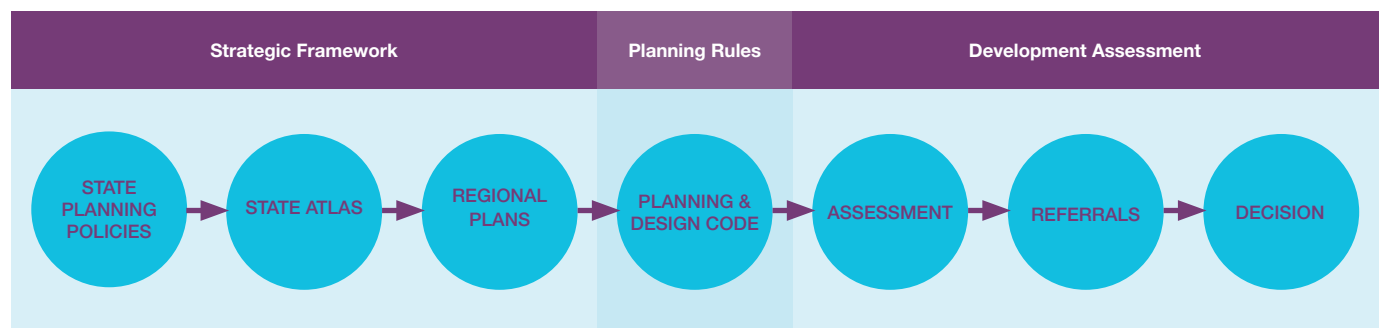 Strategic Framework
Planning Rules
Development Assessment
STATE
PLANNING
POLICIES
STATE ATLAS
REGIONAL
PLANS
PLANNING &
DESIGN CODE
ASSESSMENT
REFERRALS
DECISION